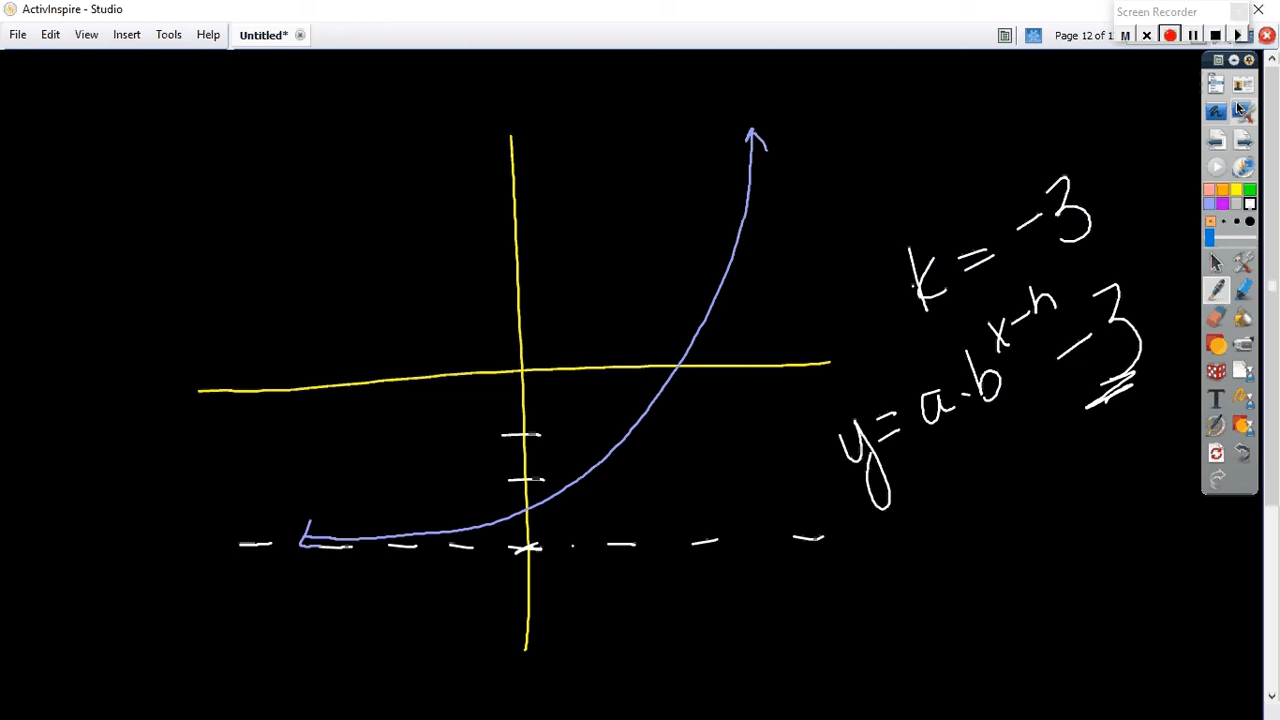 ActivInspire - Studio
Screen Recorder
File Edit View Insert Tools Help Untitled*
Page 12 of 1
M
k = -3
y = a·b^{x-h} - 3
T